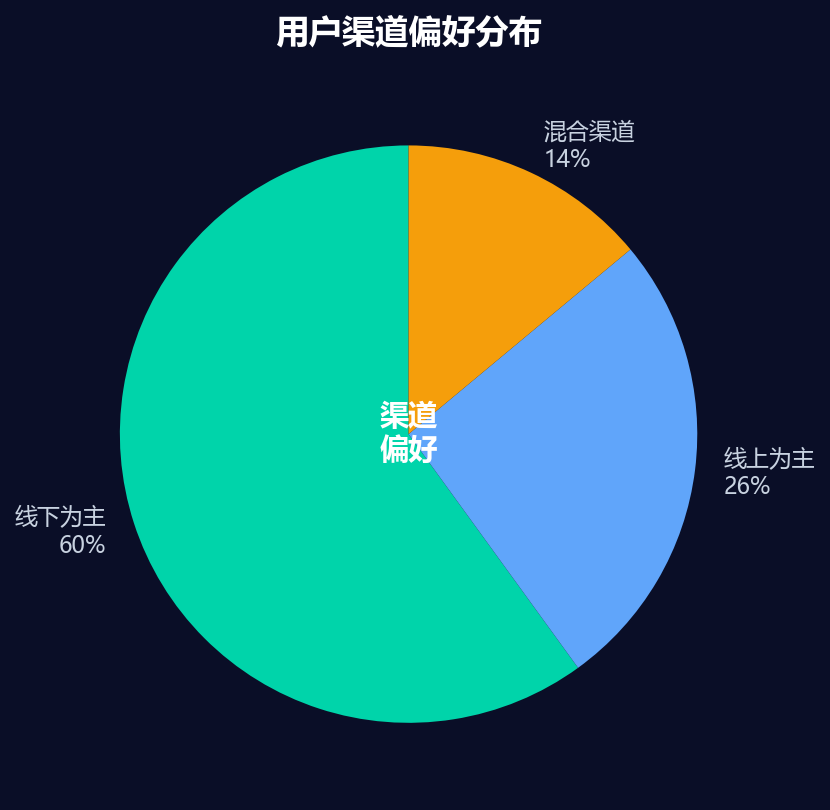 用户渠道偏好分布
混合渠道
14%
渠道
偏好
线上为主
26%
线下为主
60%